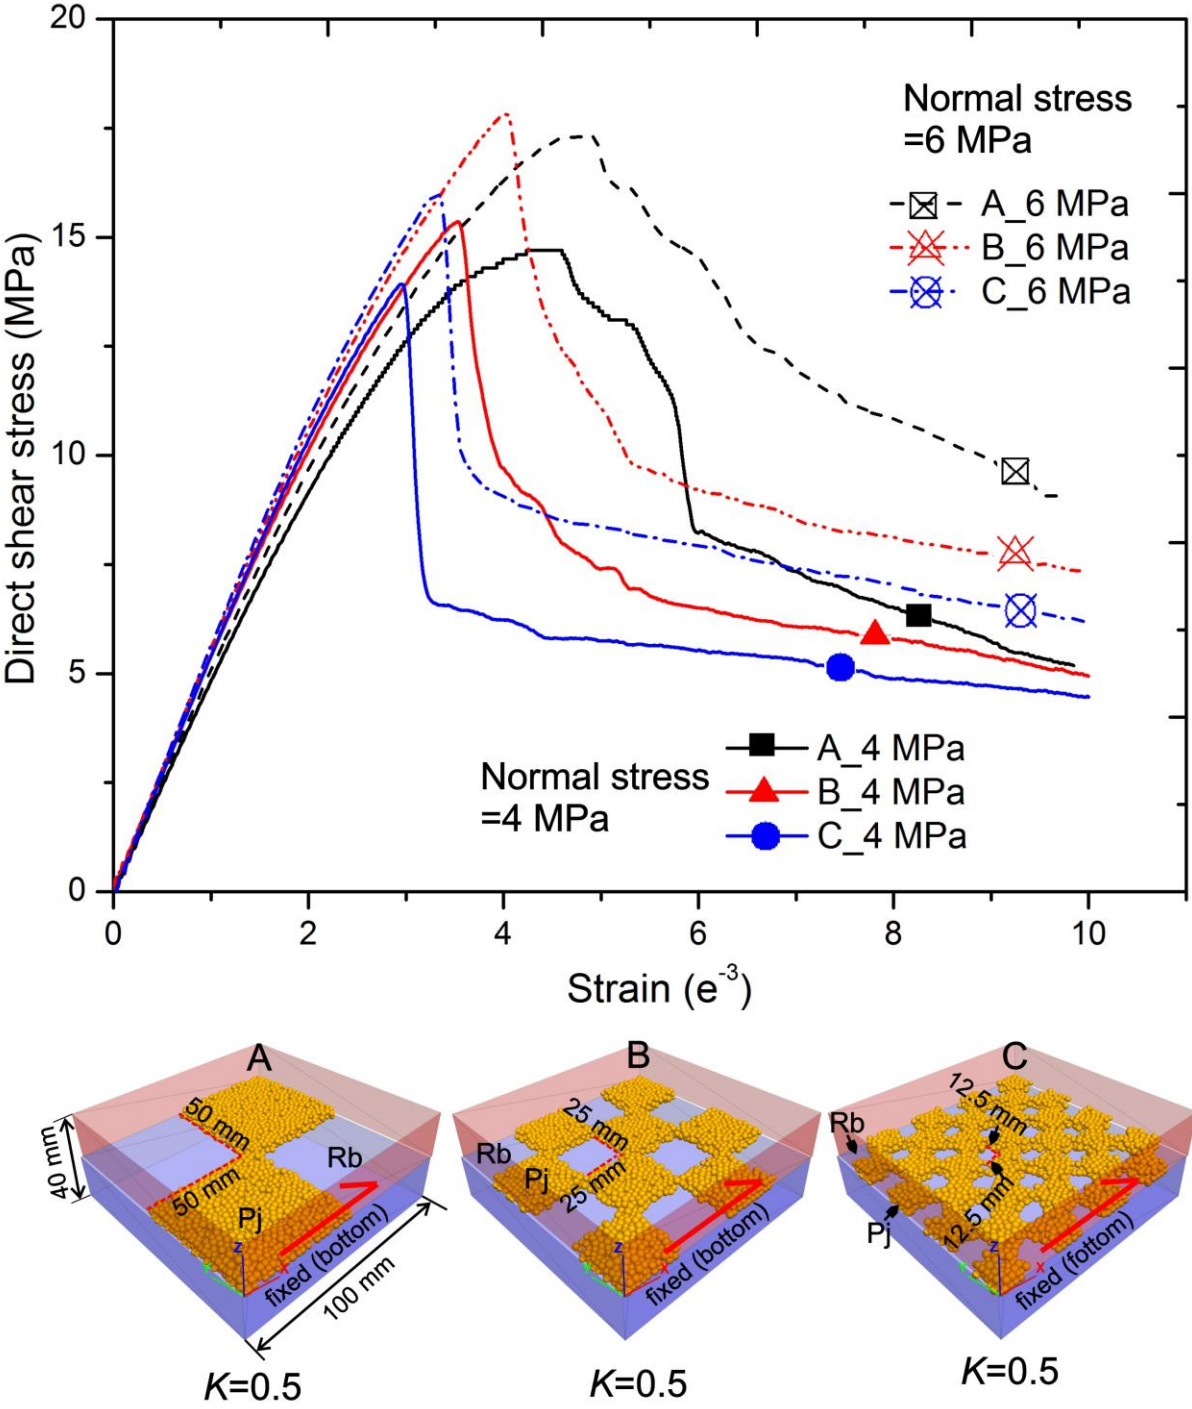 20
15
10
5
0
Direct shear stress (MPa)
Normal stress
=6 MPa
A_6 MPa
B_6 MPa
C_6 MPa
Normal stress
=4 MPa
A_4 MPa
B_4 MPa
C_4 MPa
0 2 4 6 8 10
Strain (e⁻³)
A
50 mm
50 mm
40 mm
Rb
Pj
z
Y
x
fixed (bottom)
100 mm
K=0.5
B
25 mm
25 mm
Rb
Pj
z
x
fixed (bottom)
K=0.5
C
12.5 mm
12.5 mm
Rb
Pj
z
x
fixed (fottom)
K=0.5